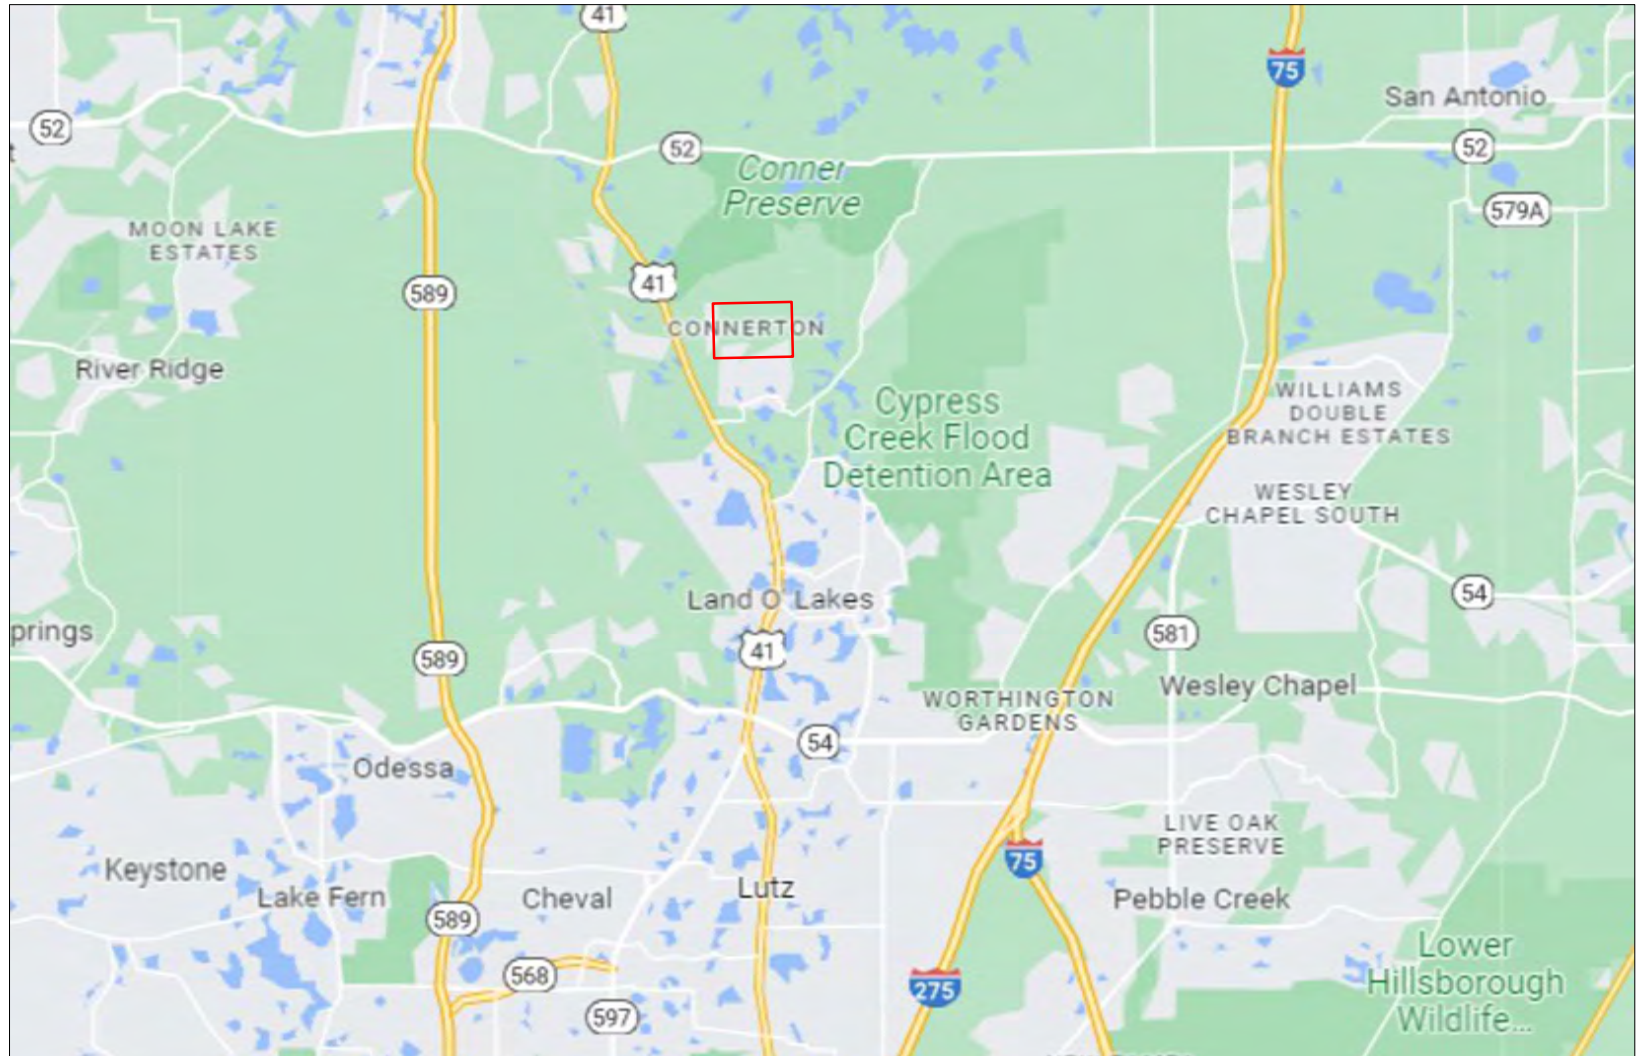 41
75
San Antonio
52
52
52
Conner
Preserve
579A
MOON LAKE
ESTATES
589
41
CONNERTON
River Ridge
WILLIAMS
DOUBLE
BRANCH ESTATES
Cypress
Creek Flood
Detention Area
WESLEY
CHAPEL SOUTH
Land O' Lakes
54
prings
581
41
589
Wesley Chapel
WORTHINGTON
GARDENS
54
Odessa
LIVE OAK
PRESERVE
75
Keystone
Lake Fern
Cheval
Lutz
Pebble Creek
589
Lower
Hillsborough
Wildlife...
568
275
597